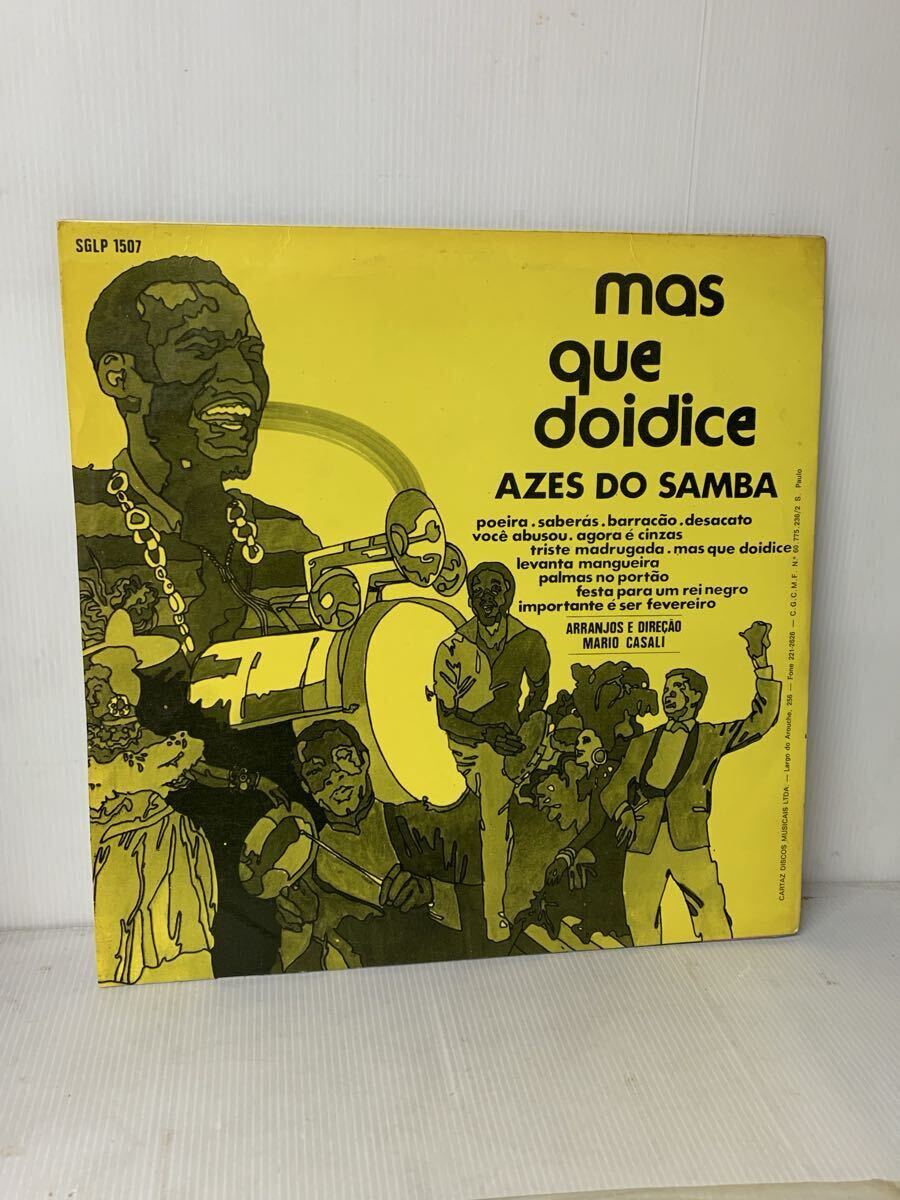 SGLP 1507
mas
que
doidice
AZES DO SAMBA
poeira . saberás . barracão . desacato
você abusou . agora é cinzas
triste madrugada . mas que doidice
levanta mangueira
palmas no portão
festa para um rei negro
importante é ser fevereiro
ARRANJOS E DIREÇÃO
MARIO CASALI
CARTAZ DISCOS MUSICAIS LTDA. — Largo do Arouche, 256 — Fone 221-2626 — C.G.C.M.F. N.º 60 775 238/2 S. Paulo